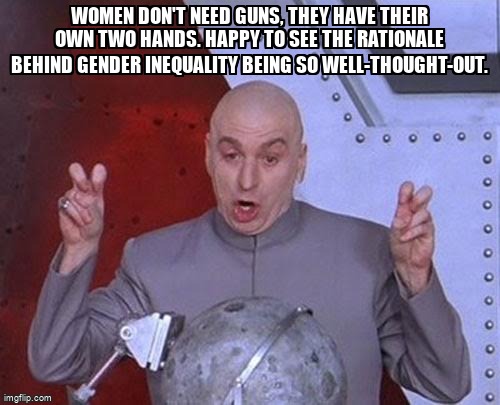 WOMEN DON'T NEED GUNS, THEY HAVE THEIR
OWN TWO HANDS. HAPPY TO SEE THE RATIONALE
BEHIND GENDER INEQUALITY BEING SO WELL-THOUGHT-OUT.
imgflip.com